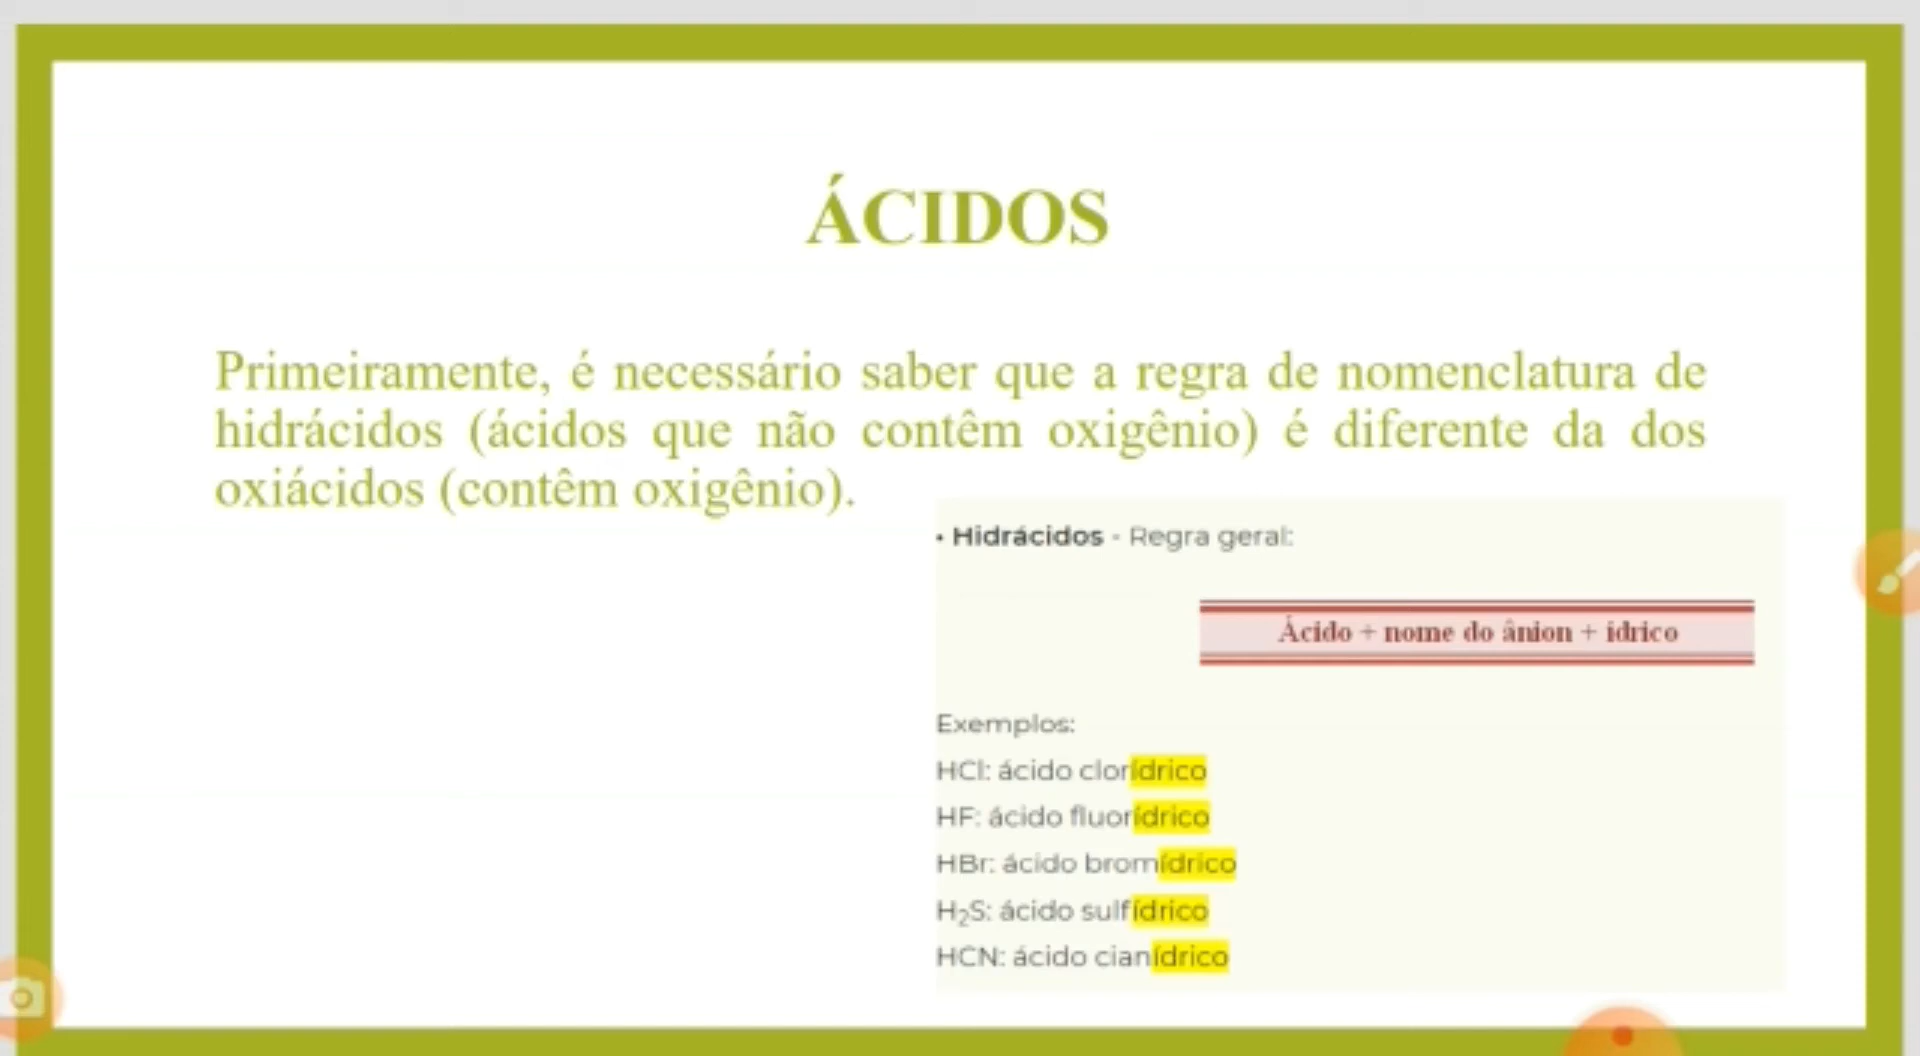 ÁCIDOS
Primeiramente, é necessário saber que a regra de nomenclatura de
hidrácidos (ácidos que não contêm oxigênio) é diferente da dos
oxiácidos (contêm oxigênio).
• Hidrácidos - Regra geral:
Ácido + nome do ânion + ídrico
Exemplos:
HCl: ácido clorídrico
HF: ácido fluorídrico
HBr: ácido bromídrico
H₂S: ácido sulfídrico
HCN: ácido cianídrico